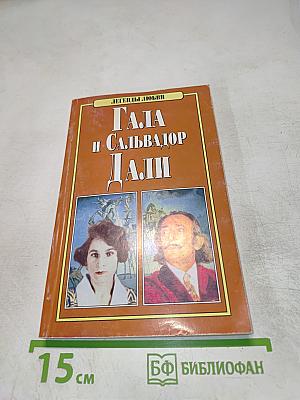 ЛЕГЕНДЫ ЛЮБВИ
ГАЛА
И САЛЬВАДОР
ДАЛИ
15 см
БФ БИБЛИОФАН